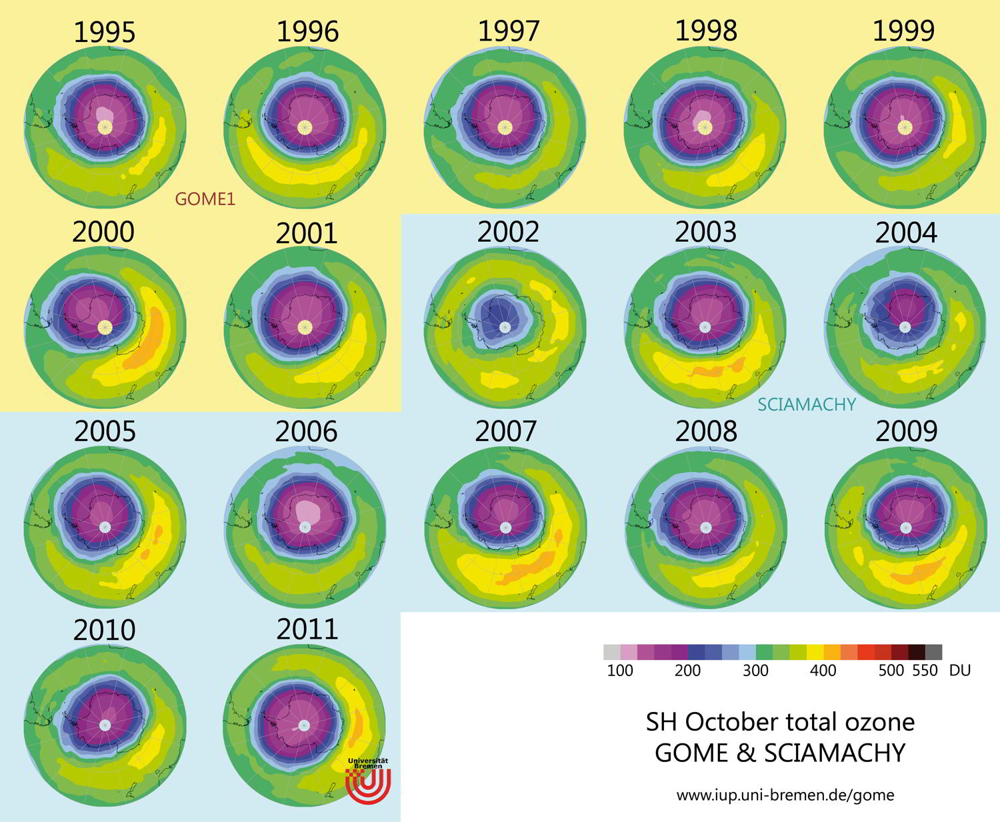 1995 1996 1997 1998 1999
GOME1
2000 2001 2002 2003 2004
SCIAMACHY
2005 2006 2007 2008 2009
2010 2011
Universität
Bremen
100 200 300 400 500 550 DU
SH October total ozone
GOME & SCIAMACHY
www.iup.uni-bremen.de/gome